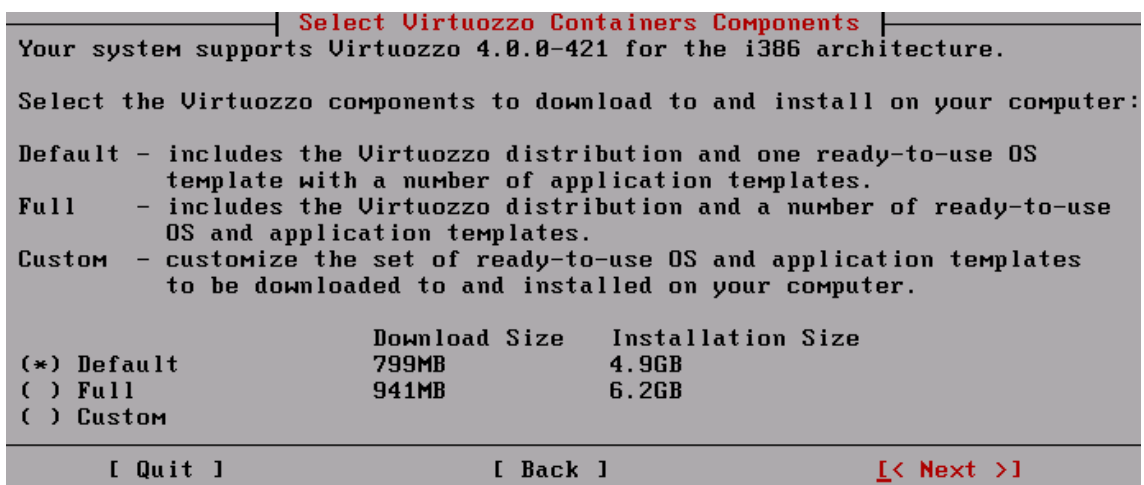 Select Virtuozzo Containers Components
Your system supports Virtuozzo 4.0.0-421 for the i386 architecture.
Select the Virtuozzo components to download to and install on your computer:
Default - includes the Virtuozzo distribution and one ready-to-use OS
template with a number of application templates.
Full - includes the Virtuozzo distribution and a number of ready-to-use
OS and application templates.
Custom - customize the set of ready-to-use OS and application templates
to be downloaded to and installed on your computer.
Download Size Installation Size
(*) Default 799MB 4.9GB
( ) Full 941MB 6.2GB
( ) Custom
[ Quit ] [ Back ] [< Next >]